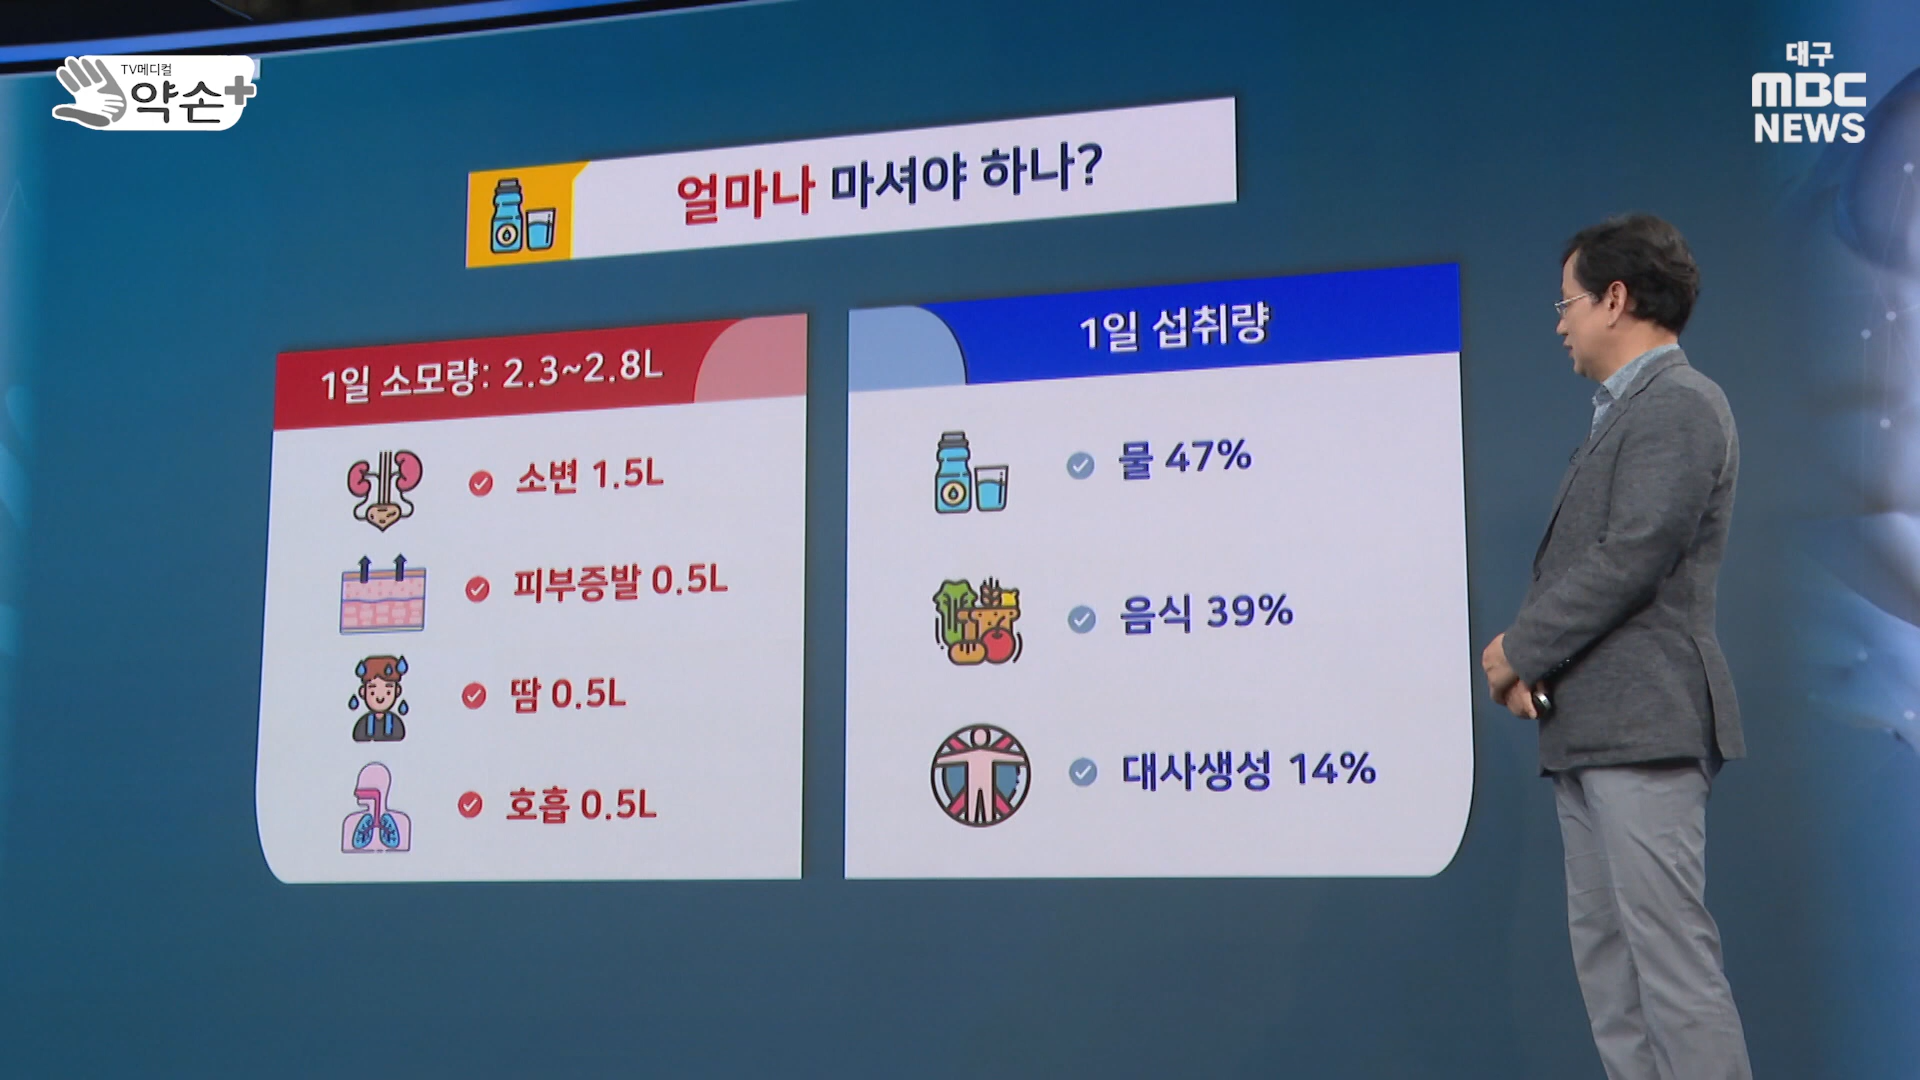 TV메디컬
약손+
대구
MBC
NEWS
얼마나 마셔야 하나?
1일 소모량: 2.3~2.8L
소변 1.5L
피부증발 0.5L
땀 0.5L
호흡 0.5L
1일 섭취량
물 47%
음식 39%
대사생성 14%